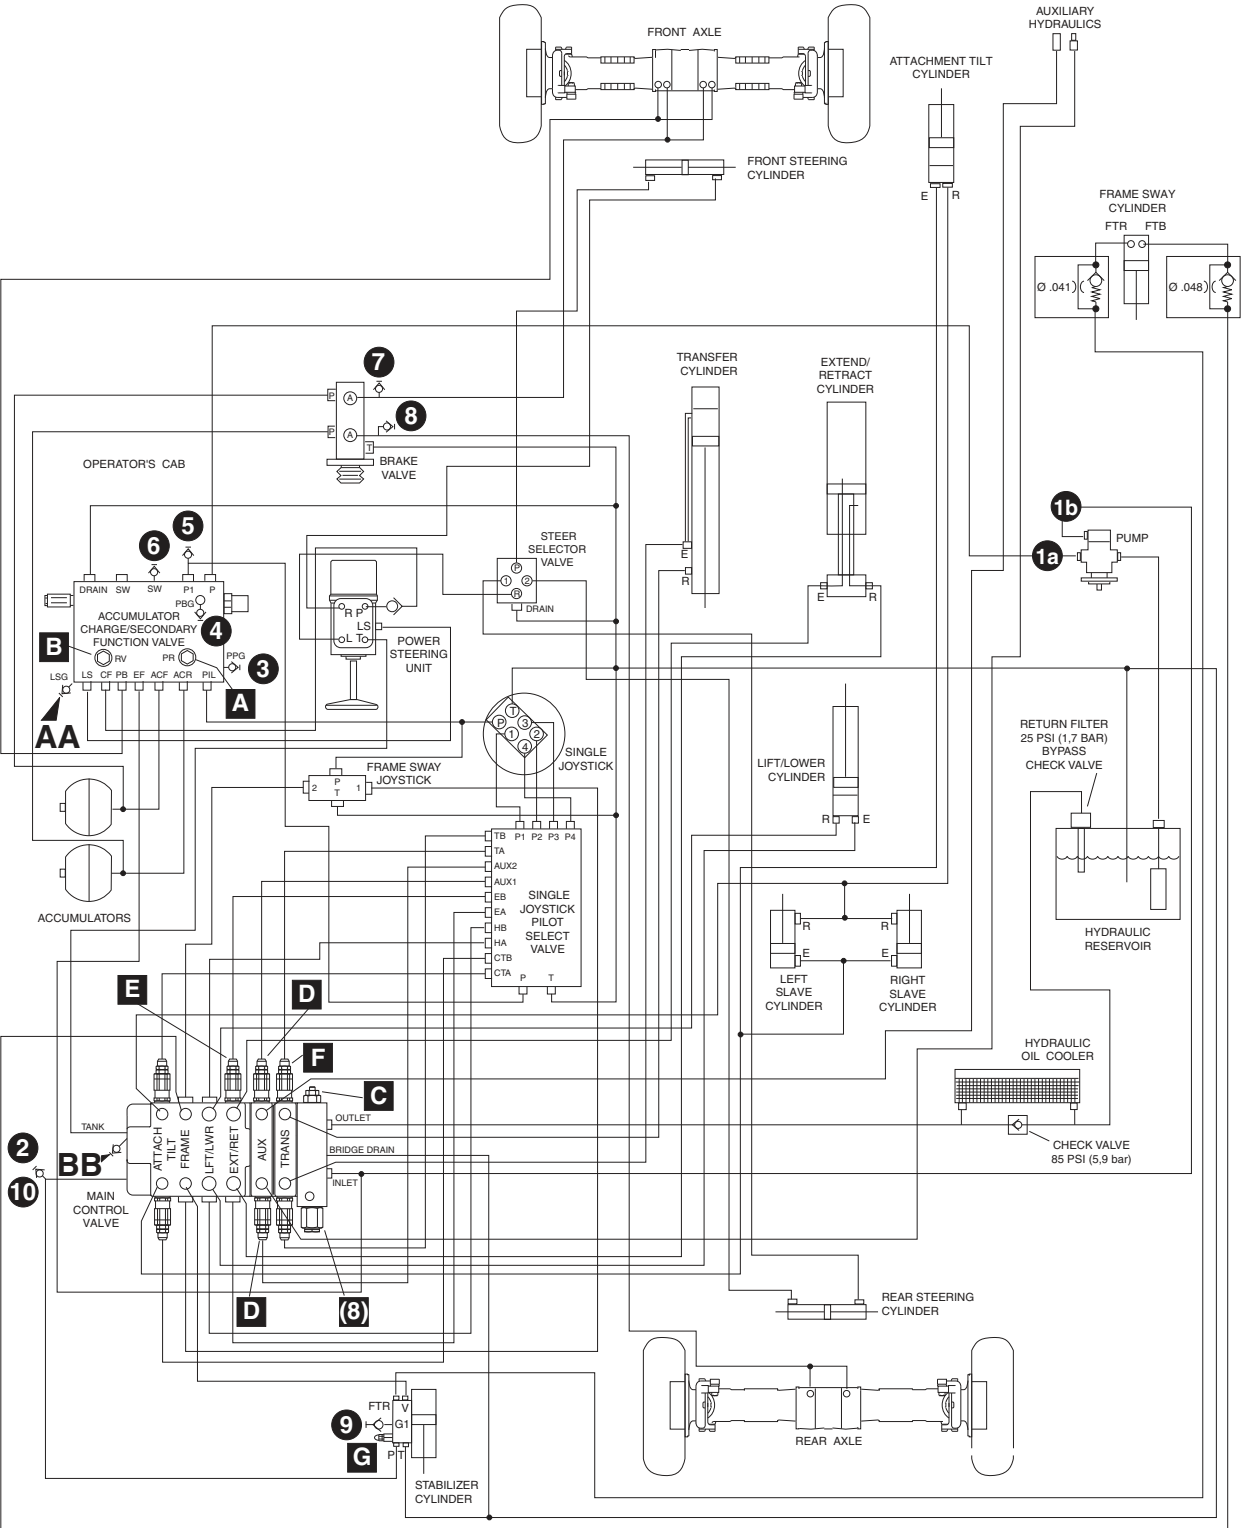 AUXILIARY
HYDRAULICS
FRONT AXLE
ATTACHMENT TILT
CYLINDER
FRONT STEERING
CYLINDER
E R
FRAME SWAY
CYLINDER
FTR FTB
Ø .041
Ø .048
7
8
P
A
P
A
T
BRAKE
VALVE
TRANSFER
CYLINDER
EXTEND/
RETRACT
CYLINDER
OPERATOR'S CAB
5
6
1b
1a
PUMP
STEER
SELECTOR
VALVE
P
1 2
R
DRAIN
E
R
E R
DRAIN SW SW P1 P
PBG
ACCUMULATOR
CHARGE/SECONDARY
FUNCTION VALVE
4
B
RV
PR
PPG
3
LSG
LS CF PB EF ACF ACR PIL
A
AA
R P
LS
L T
POWER
STEERING
UNIT
T
P 3
1 2
4
SINGLE
JOYSTICK
FRAME SWAY
JOYSTICK
2 P 1
T
LIFT/LOWER
CYLINDER
R E
RETURN FILTER
25 PSI (1,7 BAR)
BYPASS
CHECK VALVE
ACCUMULATORS
TB P1 P2 P3 P4
TA
AUX2
AUX1
EB
EA
HB
HA
CTB
CTA
SINGLE
JOYSTICK
PILOT
SELECT
VALVE
P T
R R
E E
LEFT
SLAVE
CYLINDER
RIGHT
SLAVE
CYLINDER
HYDRAULIC
RESERVOIR
E
D
F
C
HYDRAULIC
OIL COOLER
CHECK VALVE
85 PSI (5,9 bar)
TANK
OUTLET
BRIDGE DRAIN
INLET
ATTACH
TILT
FRAME
LFT/LWR
EXT/RET
AUX
TRANS
2
BB
10
MAIN
CONTROL
VALVE
D
(8)
REAR STEERING
CYLINDER
FTR V
9
G1
G
P T
STABILIZER
CYLINDER
REAR AXLE